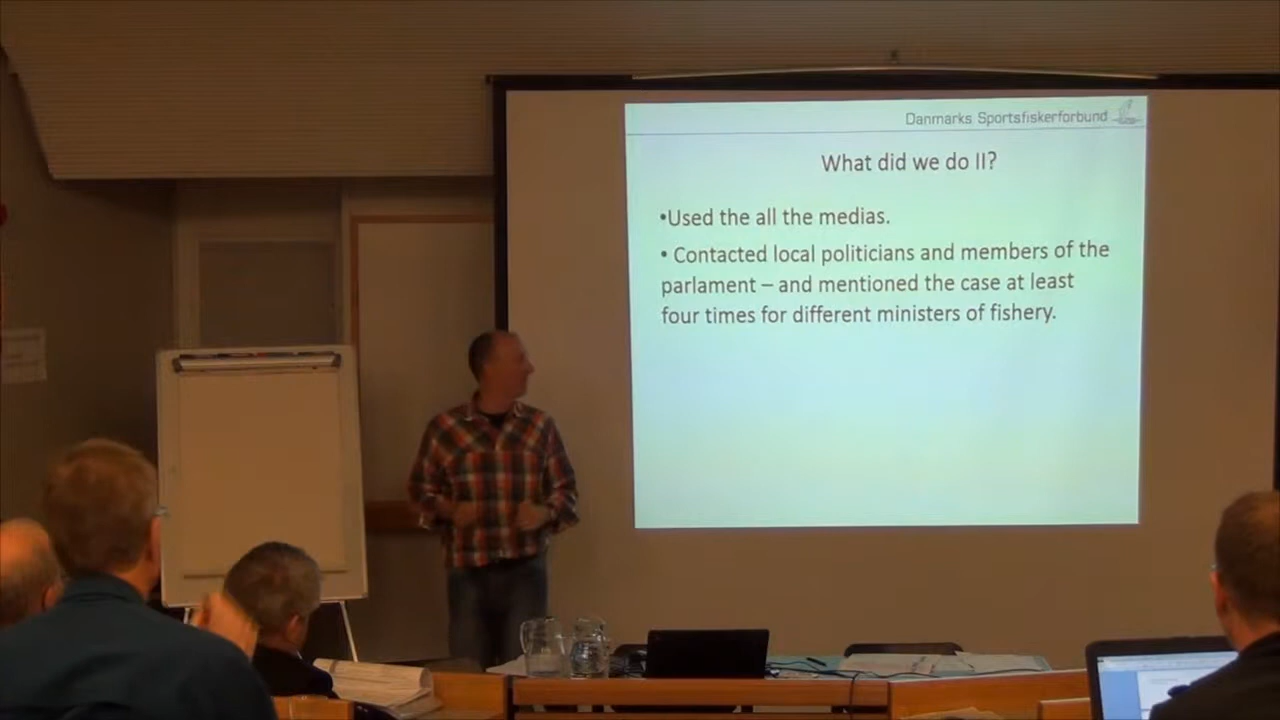 Danmarks Sportsfiskerforbund
What did we do II?
•Used the all the medias.
• Contacted local politicians and members of the
parlament – and mentioned the case at least
four times for different ministers of fishery.